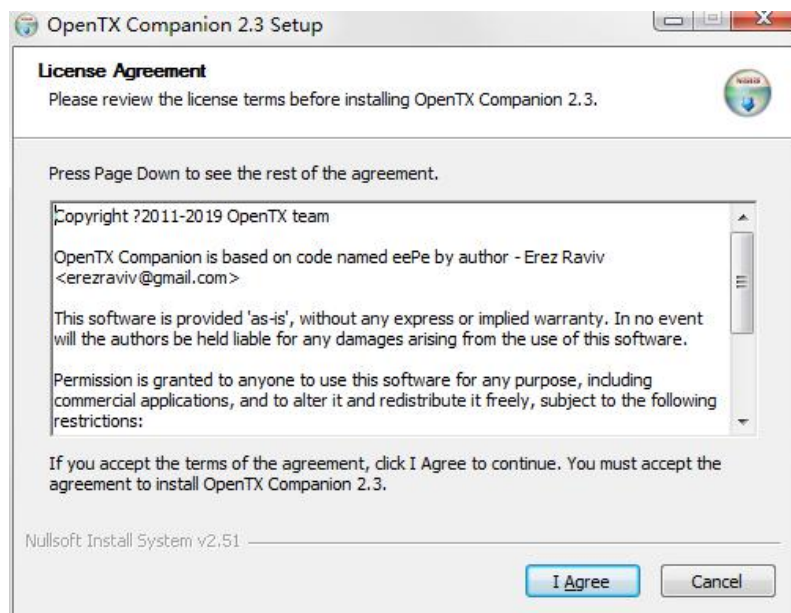 OpenTX Companion 2.3 Setup
License Agreement
Please review the license terms before installing OpenTX Companion 2.3.
Press Page Down to see the rest of the agreement.
Copyright ?2011-2019 OpenTX team
OpenTX Companion is based on code named eePe by author - Erez Raviv
<erezraviv@gmail.com>
This software is provided 'as-is', without any express or implied warranty. In no event
will the authors be held liable for any damages arising from the use of this software.
Permission is granted to anyone to use this software for any purpose, including
commercial applications, and to alter it and redistribute it freely, subject to the following
restrictions:
If you accept the terms of the agreement, click I Agree to continue. You must accept the
agreement to install OpenTX Companion 2.3.
Nullsoft Install System v2.51
I Agree
Cancel